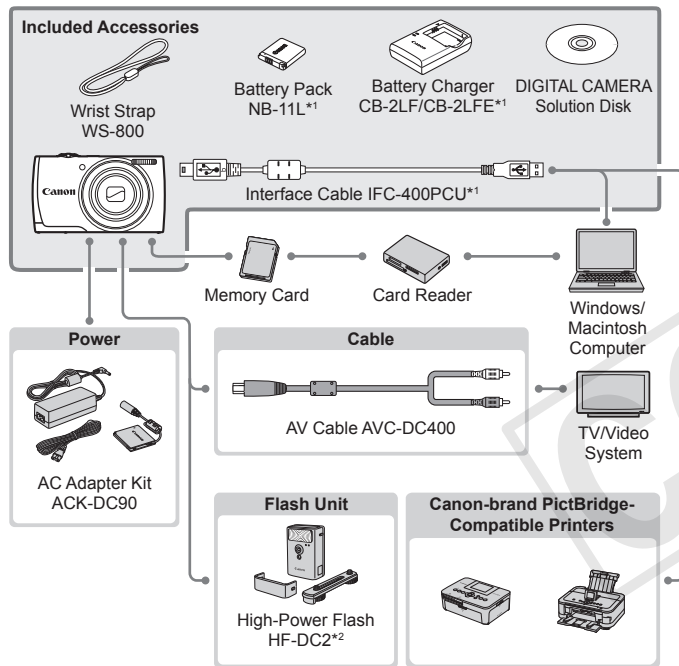 Included Accessories
Wrist Strap
WS-800
Battery Pack
NB-11L*1
Battery Charger
CB-2LF/CB-2LFE*1
DIGITAL CAMERA
Solution Disk
Canon
Interface Cable IFC-400PCU*1
Memory Card
Card Reader
Windows/
Macintosh
Computer
Power
AC Adapter Kit
ACK-DC90
Cable
AV Cable AVC-DC400
TV/Video
System
Flash Unit
High-Power Flash
HF-DC2*2
Canon-brand PictBridge-
Compatible Printers